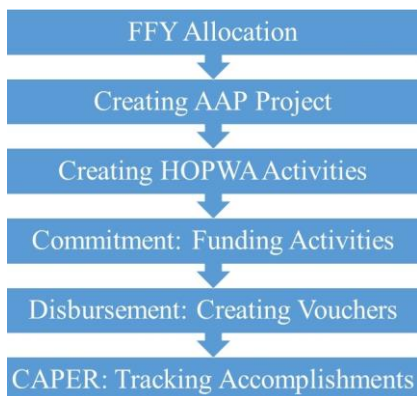 FFY Allocation
Creating AAP Project
Creating HOPWA Activities
Commitment: Funding Activities
Disbursement: Creating Vouchers
CAPER: Tracking Accomplishments